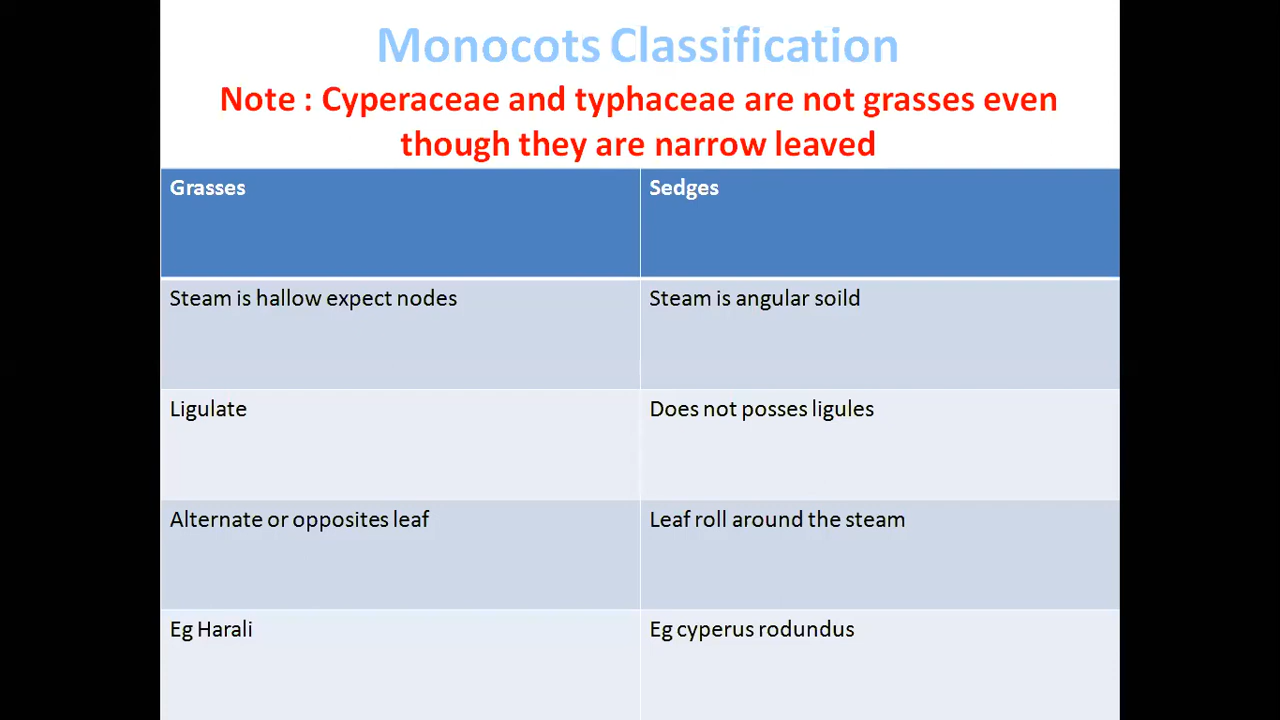 Monocots Classification
Note : Cyperaceae and typhaceae are not grasses even
though they are narrow leaved
Grasses
Sedges
Steam is hallow expect nodes
Steam is angular soild
Ligulate
Does not posses ligules
Alternate or opposites leaf
Leaf roll around the steam
Eg Harali
Eg cyperus rodundus